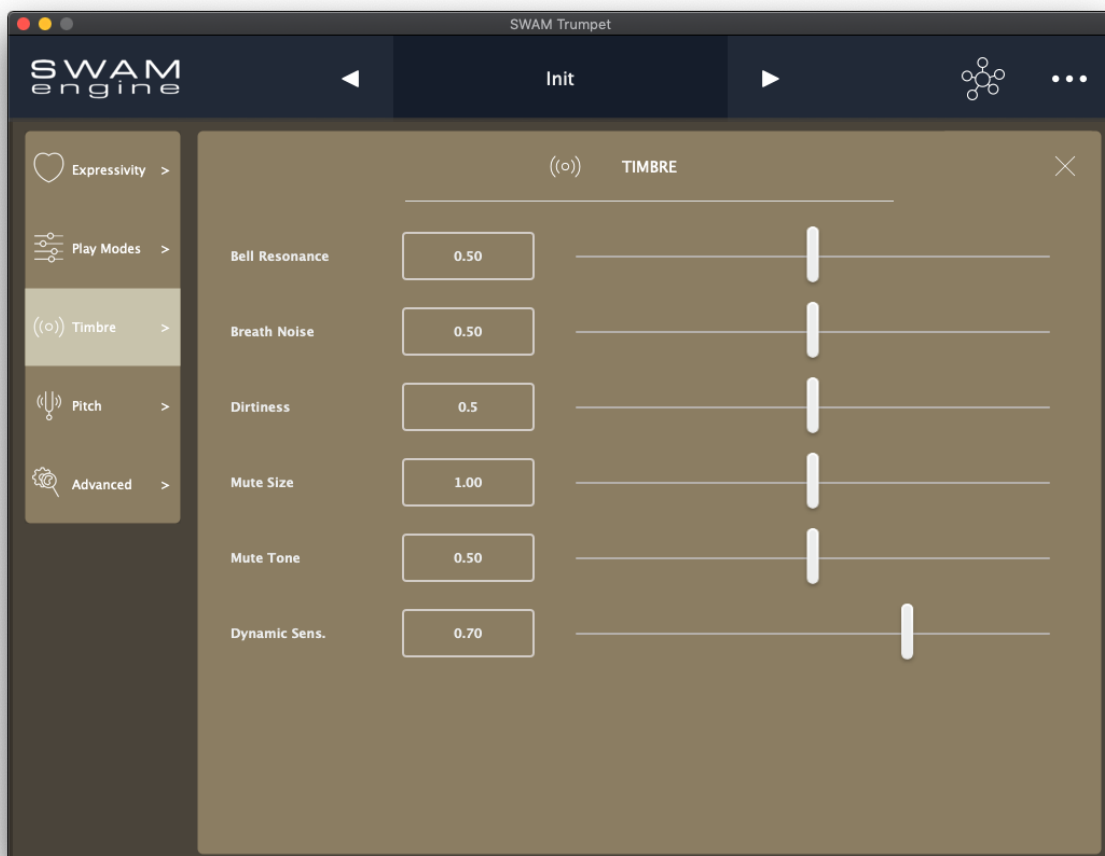 SWAM Trumpet
SWAM
engine
Init
Expressivity >
Play Modes >
Timbre >
Pitch >
Advanced >
TIMBRE
Bell Resonance 0.50
Breath Noise 0.50
Dirtiness 0.5
Mute Size 1.00
Mute Tone 0.50
Dynamic Sens. 0.70